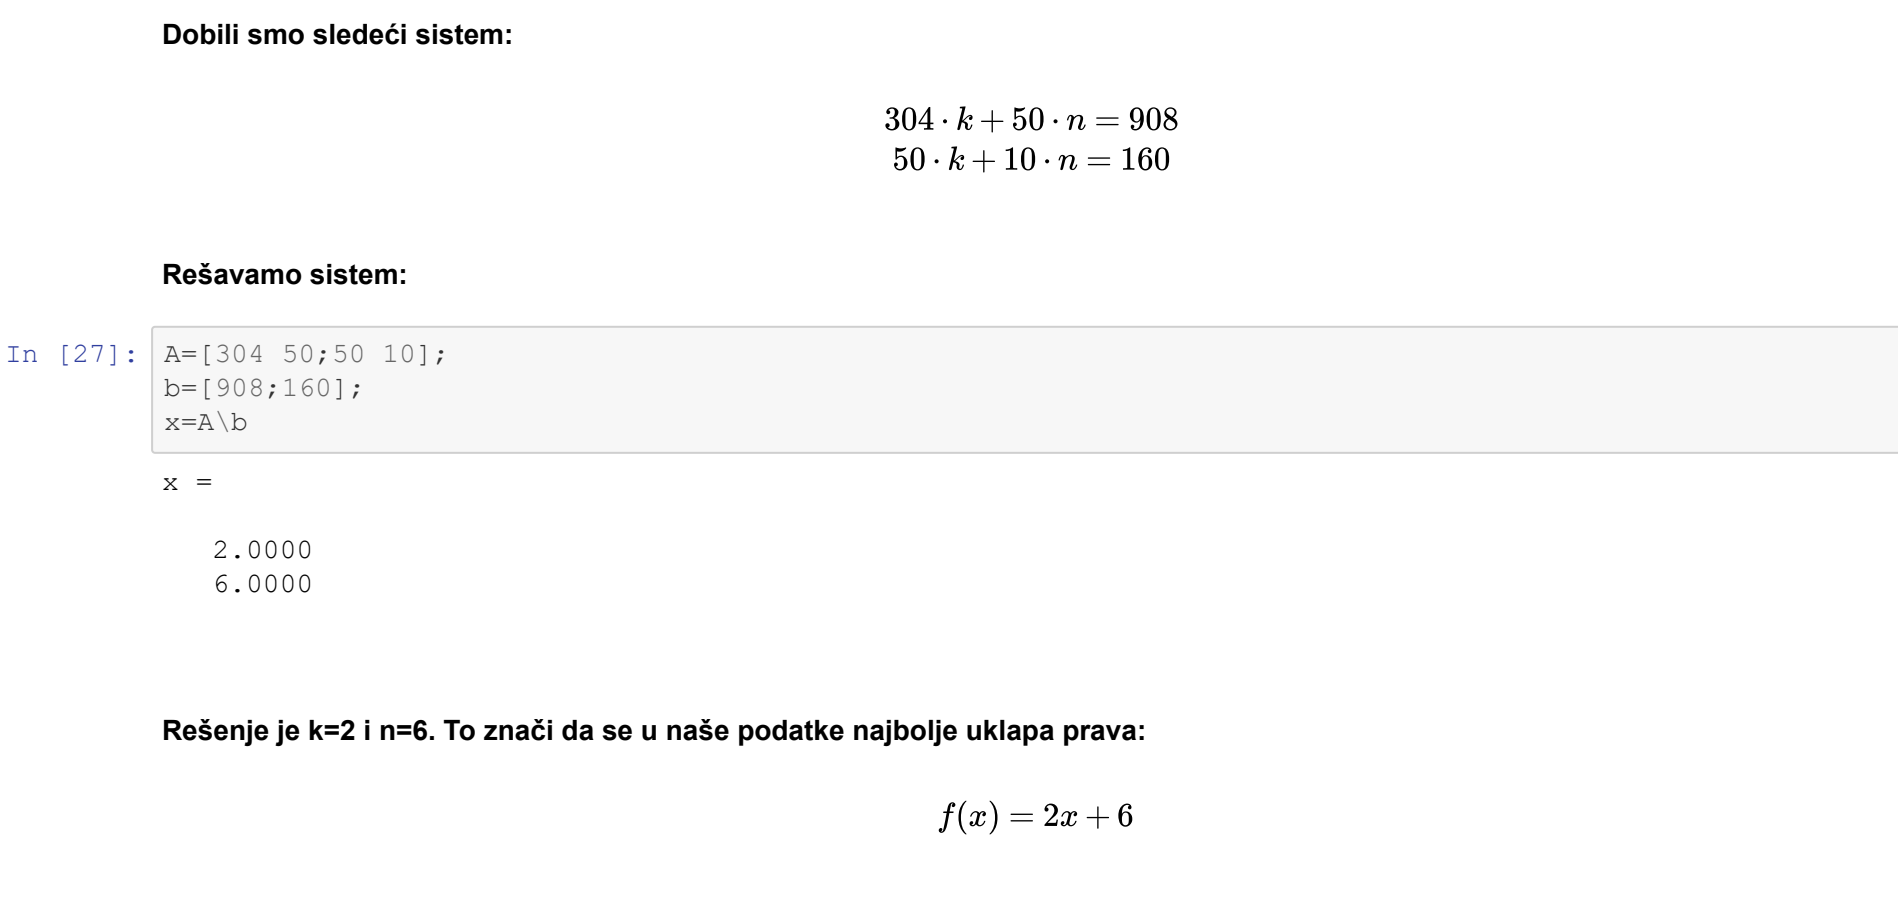 Dobili smo sledeći sistem:
304 · k + 50 · n = 908
50 · k + 10 · n = 160
Rešavamo sistem:
In [27]: A=[304 50;50 10];
b=[908;160];
x=A\b
x =
2.0000
6.0000
Rešenje je k=2 i n=6. To znači da se u naše podatke najbolje uklapa prava:
f(x) = 2x + 6